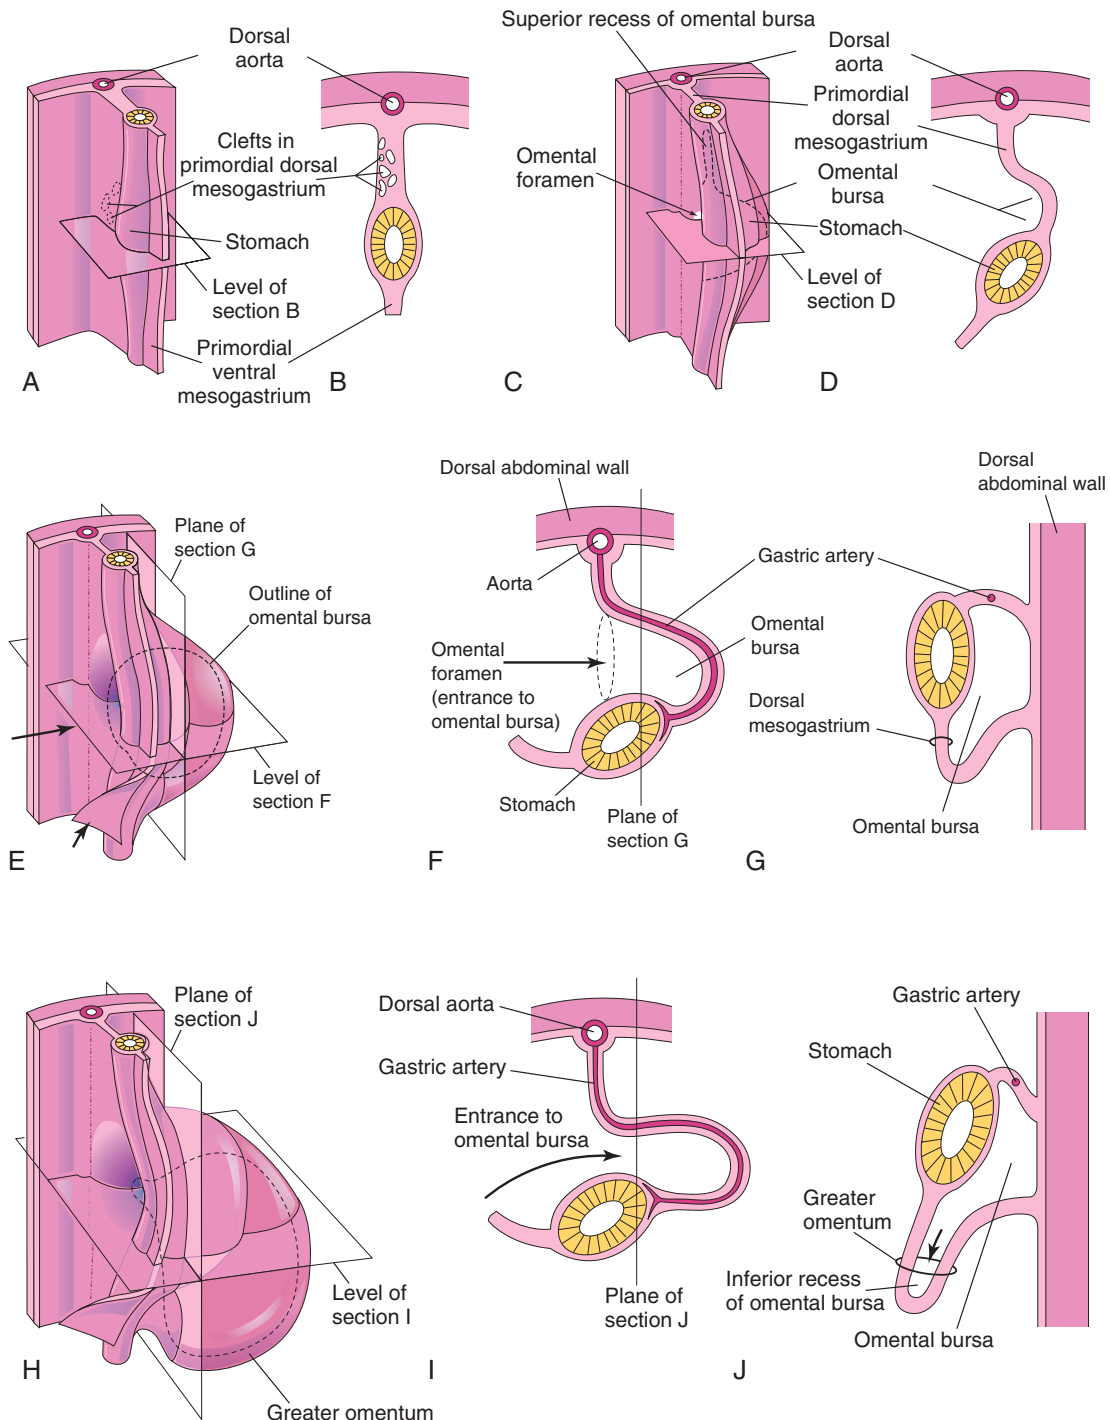 Superior recess of omental bursa
Dorsal
aorta
Dorsal
aorta
Primordial
dorsal
mesogastrium
Clefts in
primordial dorsal
mesogastrium
Omental
foramen
Omental
bursa
Stomach
Stomach
Level of
section B
Level of
section D
Primordial
ventral
mesogastrium
A
B
C
D
Dorsal abdominal wall
Dorsal
abdominal wall
Plane of
section G
Outline of
omental bursa
Aorta
Gastric artery
Omental
foramen
(entrance to
omental bursa)
Omental
bursa
Dorsal
mesogastrium
Level of
section F
Stomach
Plane of
section G
Omental bursa
E
F
G
Plane of
section J
Dorsal aorta
Gastric artery
Gastric artery
Stomach
Entrance to
omental bursa
Greater
omentum
Inferior recess
of omental bursa
Level of
section I
Plane of
section J
Omental bursa
H
I
J
Greater omentum